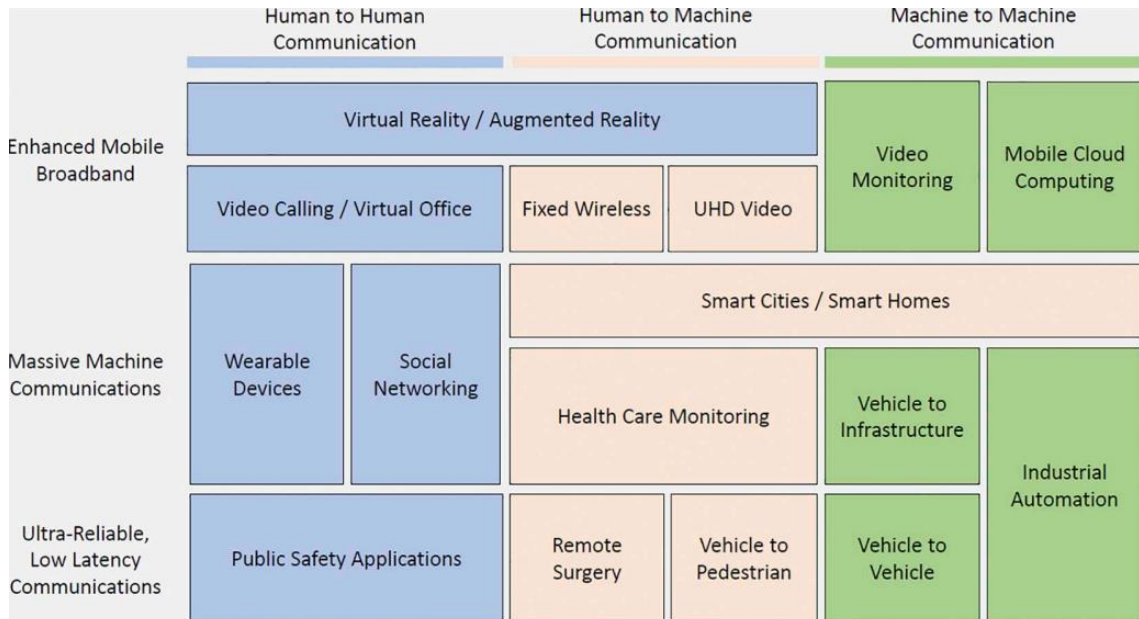 Human to Human
Communication
Human to Machine
Communication
Machine to Machine
Communication
Enhanced Mobile
Broadband
Virtual Reality / Augmented Reality
Video Calling / Virtual Office
Fixed Wireless
UHD Video
Video
Monitoring
Mobile Cloud
Computing
Massive Machine
Communications
Wearable
Devices
Social
Networking
Smart Cities / Smart Homes
Health Care Monitoring
Vehicle to
Infrastructure
Industrial
Automation
Ultra-Reliable,
Low Latency
Communications
Public Safety Applications
Remote
Surgery
Vehicle to
Pedestrian
Vehicle to
Vehicle